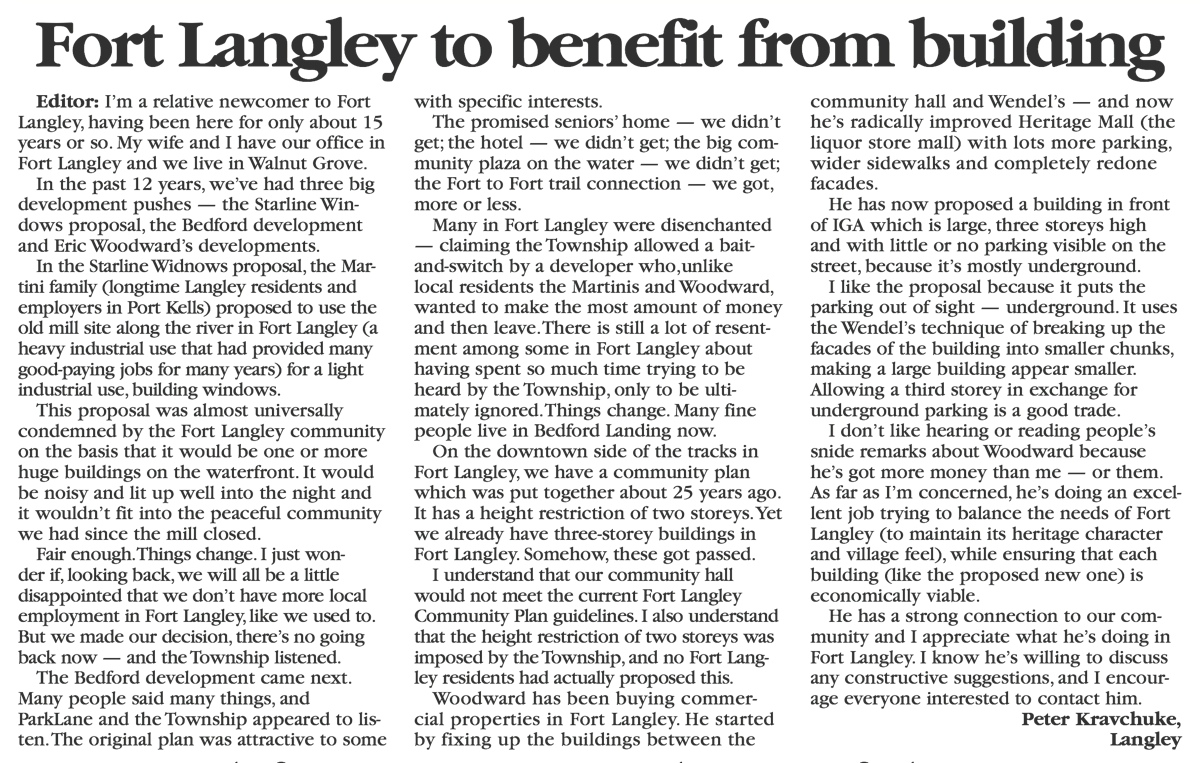 Fort Langley to benefit from building
Editor: I'm a relative newcomer to Fort
Langley, having been here for only about 15
years or so. My wife and I have our office in
Fort Langley and we live in Walnut Grove.
In the past 12 years, we've had three big
development pushes — the Starline Win-
dows proposal, the Bedford development
and Eric Woodward's developments.
In the Starline Widnows proposal, the Mar-
tini family (longtime Langley residents and
employers in Port Kells) proposed to use the
old mill site along the river in Fort Langley (a
heavy industrial use that had provided many
good-paying jobs for many years) for a light
industrial use, building windows.
This proposal was almost universally
condemned by the Fort Langley community
on the basis that it would be one or more
huge buildings on the waterfront. It would
be noisy and lit up well into the night and
it wouldn't fit into the peaceful community
we had since the mill closed.
Fair enough. Things change. I just won-
der if, looking back, we will all be a little
disappointed that we don't have more local
employment in Fort Langley, like we used to.
But we made our decision, there's no going
back now — and the Township listened.
The Bedford development came next.
Many people said many things, and
ParkLane and the Township appeared to lis-
ten. The original plan was attractive to some
with specific interests.
The promised seniors' home — we didn't
get; the hotel — we didn't get; the big com-
munity plaza on the water — we didn't get;
the Fort to Fort trail connection — we got,
more or less.
Many in Fort Langley were disenchanted
— claiming the Township allowed a bait-
and-switch by a developer who,unlike
local residents the Martinis and Woodward,
wanted to make the most amount of money
and then leave. There is still a lot of resent-
ment among some in Fort Langley about
having spent so much time trying to be
heard by the Township, only to be ulti-
mately ignored. Things change. Many fine
people live in Bedford Landing now.
On the downtown side of the tracks in
Fort Langley, we have a community plan
which was put together about 25 years ago.
It has a height restriction of two storeys. Yet
we already have three-storey buildings in
Fort Langley. Somehow, these got passed.
I understand that our community hall
would not meet the current Fort Langley
Community Plan guidelines. I also understand
that the height restriction of two storeys was
imposed by the Township, and no Fort Lang-
ley residents had actually proposed this.
Woodward has been buying commer-
cial properties in Fort Langley. He started
by fixing up the buildings between the
community hall and Wendel's — and now
he's radically improved Heritage Mall (the
liquor store mall) with lots more parking,
wider sidewalks and completely redone
facades.
He has now proposed a building in front
of IGA which is large, three storeys high
and with little or no parking visible on the
street, because it's mostly underground.
I like the proposal because it puts the
parking out of sight — underground. It uses
the Wendel's technique of breaking up the
facades of the building into smaller chunks,
making a large building appear smaller.
Allowing a third storey in exchange for
underground parking is a good trade.
I don't like hearing or reading people's
snide remarks about Woodward because
he's got more money than me — or them.
As far as I'm concerned, he's doing an excel-
lent job trying to balance the needs of Fort
Langley (to maintain its heritage character
and village feel), while ensuring that each
building (like the proposed new one) is
economically viable.
He has a strong connection to our com-
munity and I appreciate what he's doing in
Fort Langley. I know he's willing to discuss
any constructive suggestions, and I encour-
age everyone interested to contact him.
Peter Kravchuke,
Langley